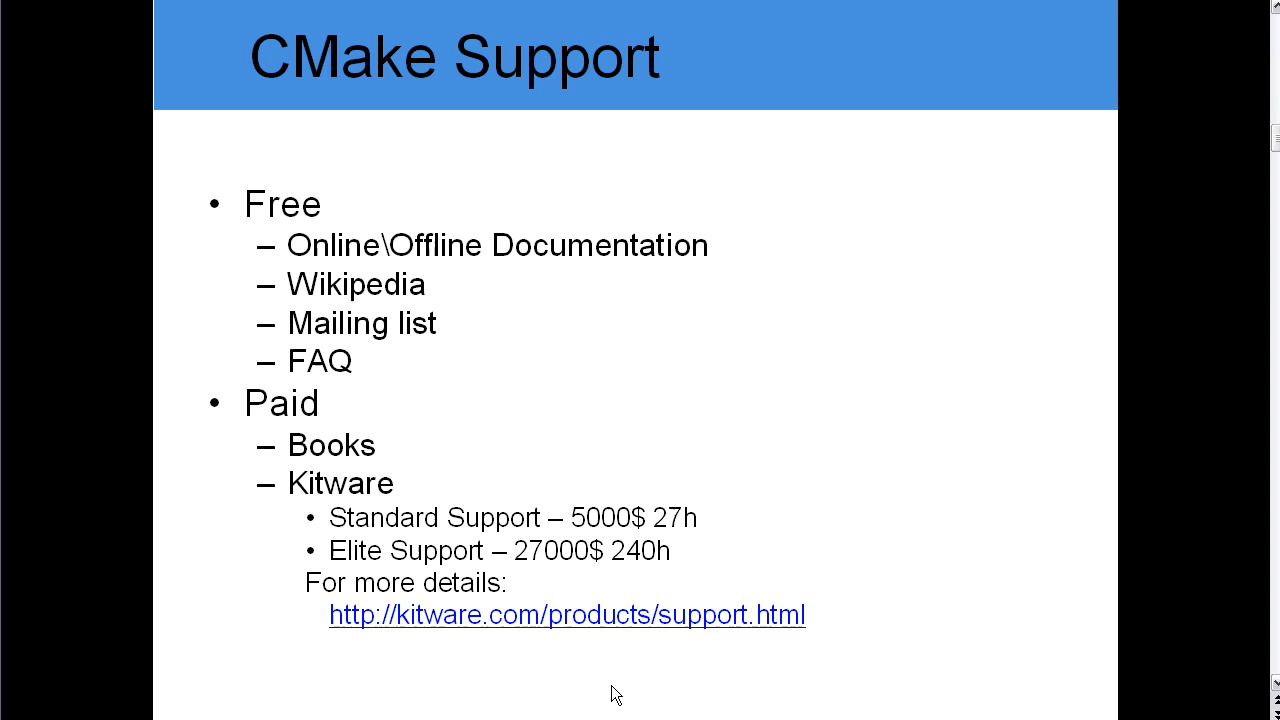 CMake Support
• Free
– Online\Offline Documentation
– Wikipedia
– Mailing list
– FAQ
• Paid
– Books
– Kitware
• Standard Support – 5000$ 27h
• Elite Support – 27000$ 240h
For more details:
http://kitware.com/products/support.html